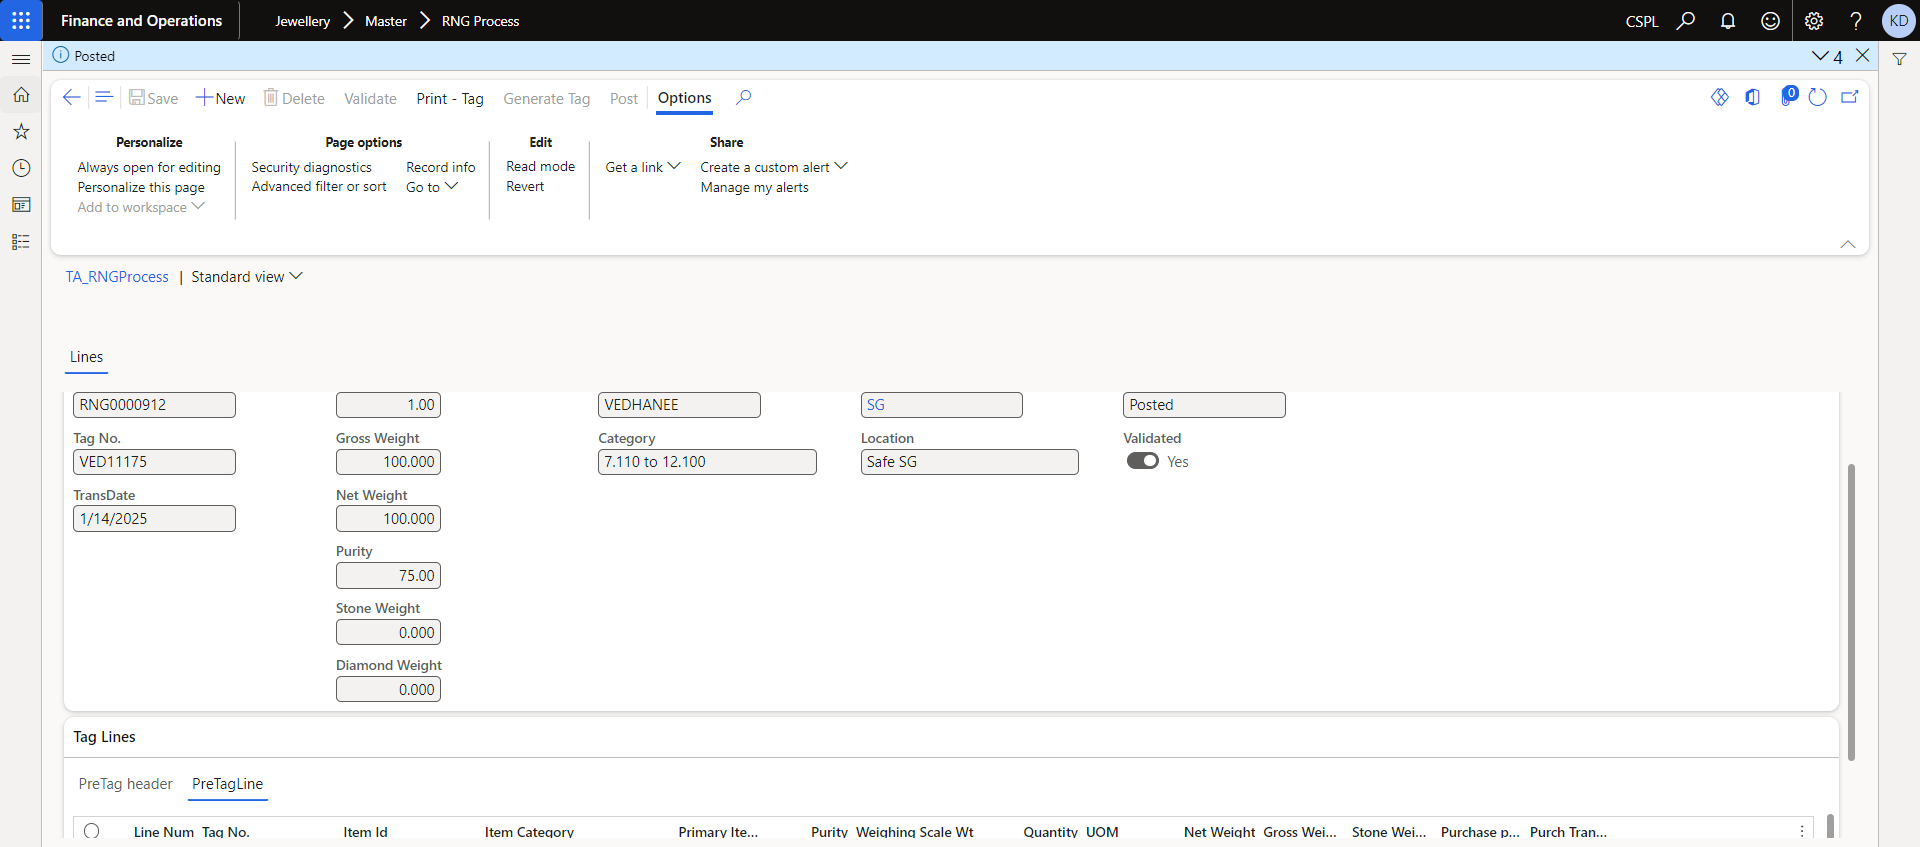 Finance and Operations
Jewellery
Master
RNG Process
CSPL
KD
Posted
4
Save
New
Delete
Validate
Print - Tag
Generate Tag
Post
Options
0
Personalize
Always open for editing
Personalize this page
Add to workspace
Page options
Security diagnostics
Advanced filter or sort
Record info
Go to
Edit
Read mode
Revert
Share
Get a link
Create a custom alert
Manage my alerts
TA_RNGProcess | Standard view
Lines
RNG0000912
1.00
VEDHANEE
SG
Posted
Tag No.
Gross Weight
Category
Location
Validated
VED11175
100.000
7.110 to 12.100
Safe SG
Yes
TransDate
Net Weight
1/14/2025
100.000
Purity
75.00
Stone Weight
0.000
Diamond Weight
0.000
Tag Lines
PreTag header
PreTagLine
Line Num
Tag No.
Item Id
Item Category
Primary Ite...
Purity
Weighing Scale Wt
Quantity
UOM
Net Weight
Gross Wei...
Stone Wei...
Purchase p...
Purch Tran...